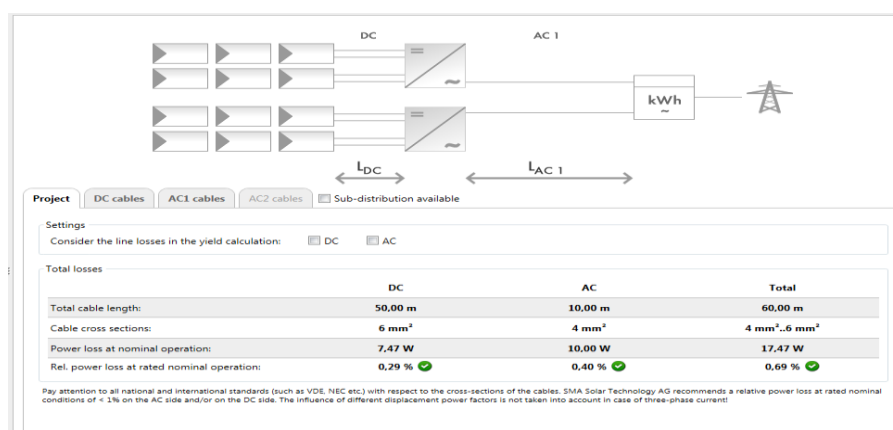 DC AC 1
kWh
~
L_DC L_AC 1
Project DC cables AC1 cables AC2 cables Sub-distribution available
Settings
Consider the line losses in the yield calculation: DC AC
Total losses
DC AC Total
Total cable length: 50,00 m 10,00 m 60,00 m
Cable cross sections: 6 mm² 4 mm² 4 mm²..6 mm²
Power loss at nominal operation: 7,47 W 10,00 W 17,47 W
Rel. power loss at rated nominal operation: 0,29 % 0,40 % 0,69 %
Pay attention to all national and international standards (such as VDE, NEC etc.) with respect to the cross-sections of the cables. SMA Solar Technology AG recommends a relative power loss at rated nominal
conditions of < 1% on the AC side and/or on the DC side. The influence of different displacement power factors is not taken into account in case of three-phase current!